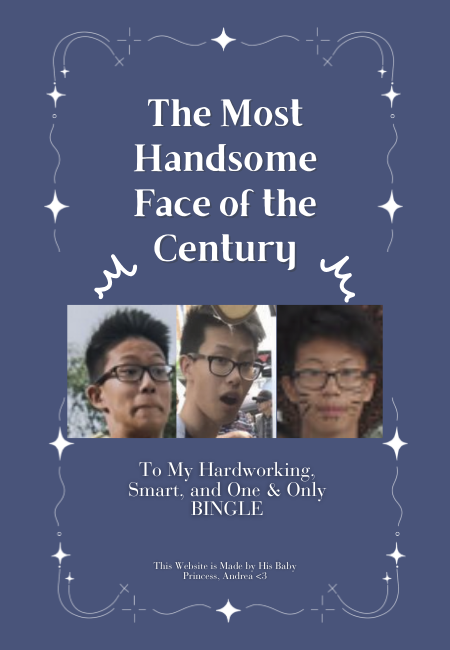 The Most
Handsome
Face of the
Century
To My Hardworking,
Smart, and One & Only
BINGLE
This Website is Made by His Baby
Princess, Andrea <3